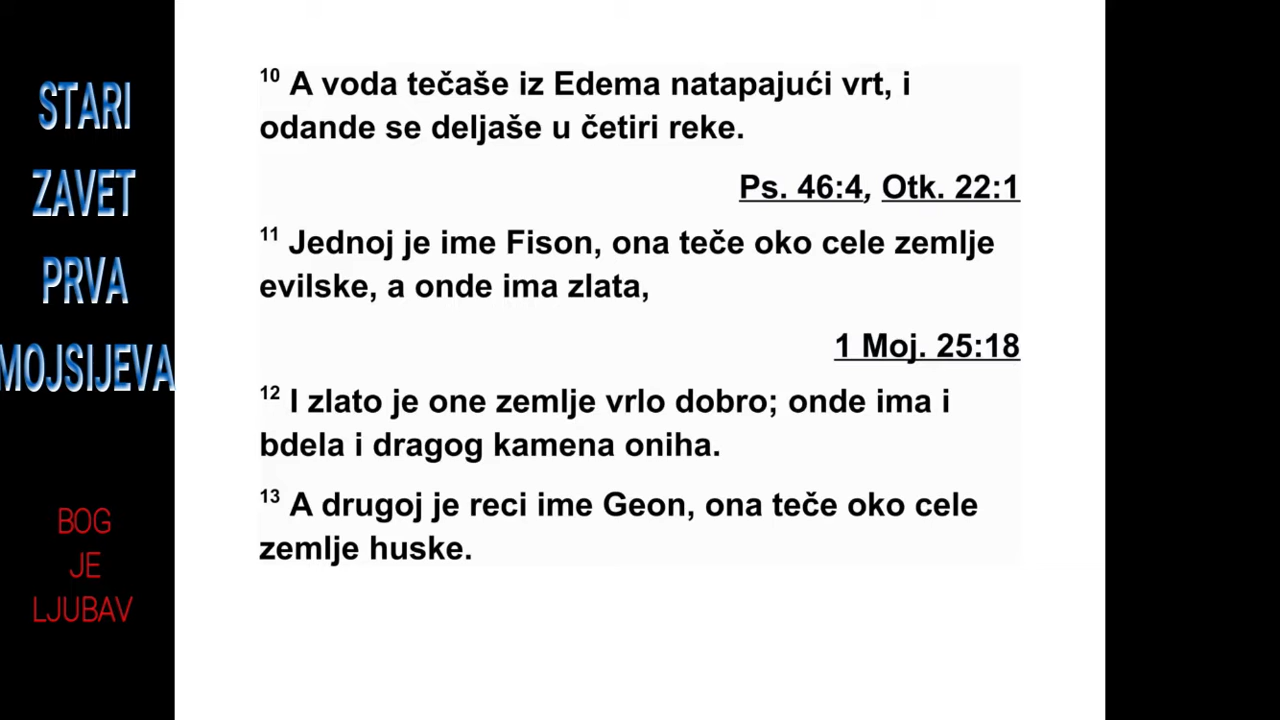 STARI
ZAVET
PRVA
MOJSIJEVA
BOG
JE
LJUBAV
10 A voda tečaše iz Edema natapajući vrt, i
odande se deljaše u četiri reke.
Ps. 46:4, Otk. 22:1
11 Jednoj je ime Fison, ona teče oko cele zemlje
evilske, a onde ima zlata,
1 Moj. 25:18
12 I zlato je one zemlje vrlo dobro; onde ima i
bdela i dragog kamena oniha.
13 A drugoj je reci ime Geon, ona teče oko cele
zemlje huske.